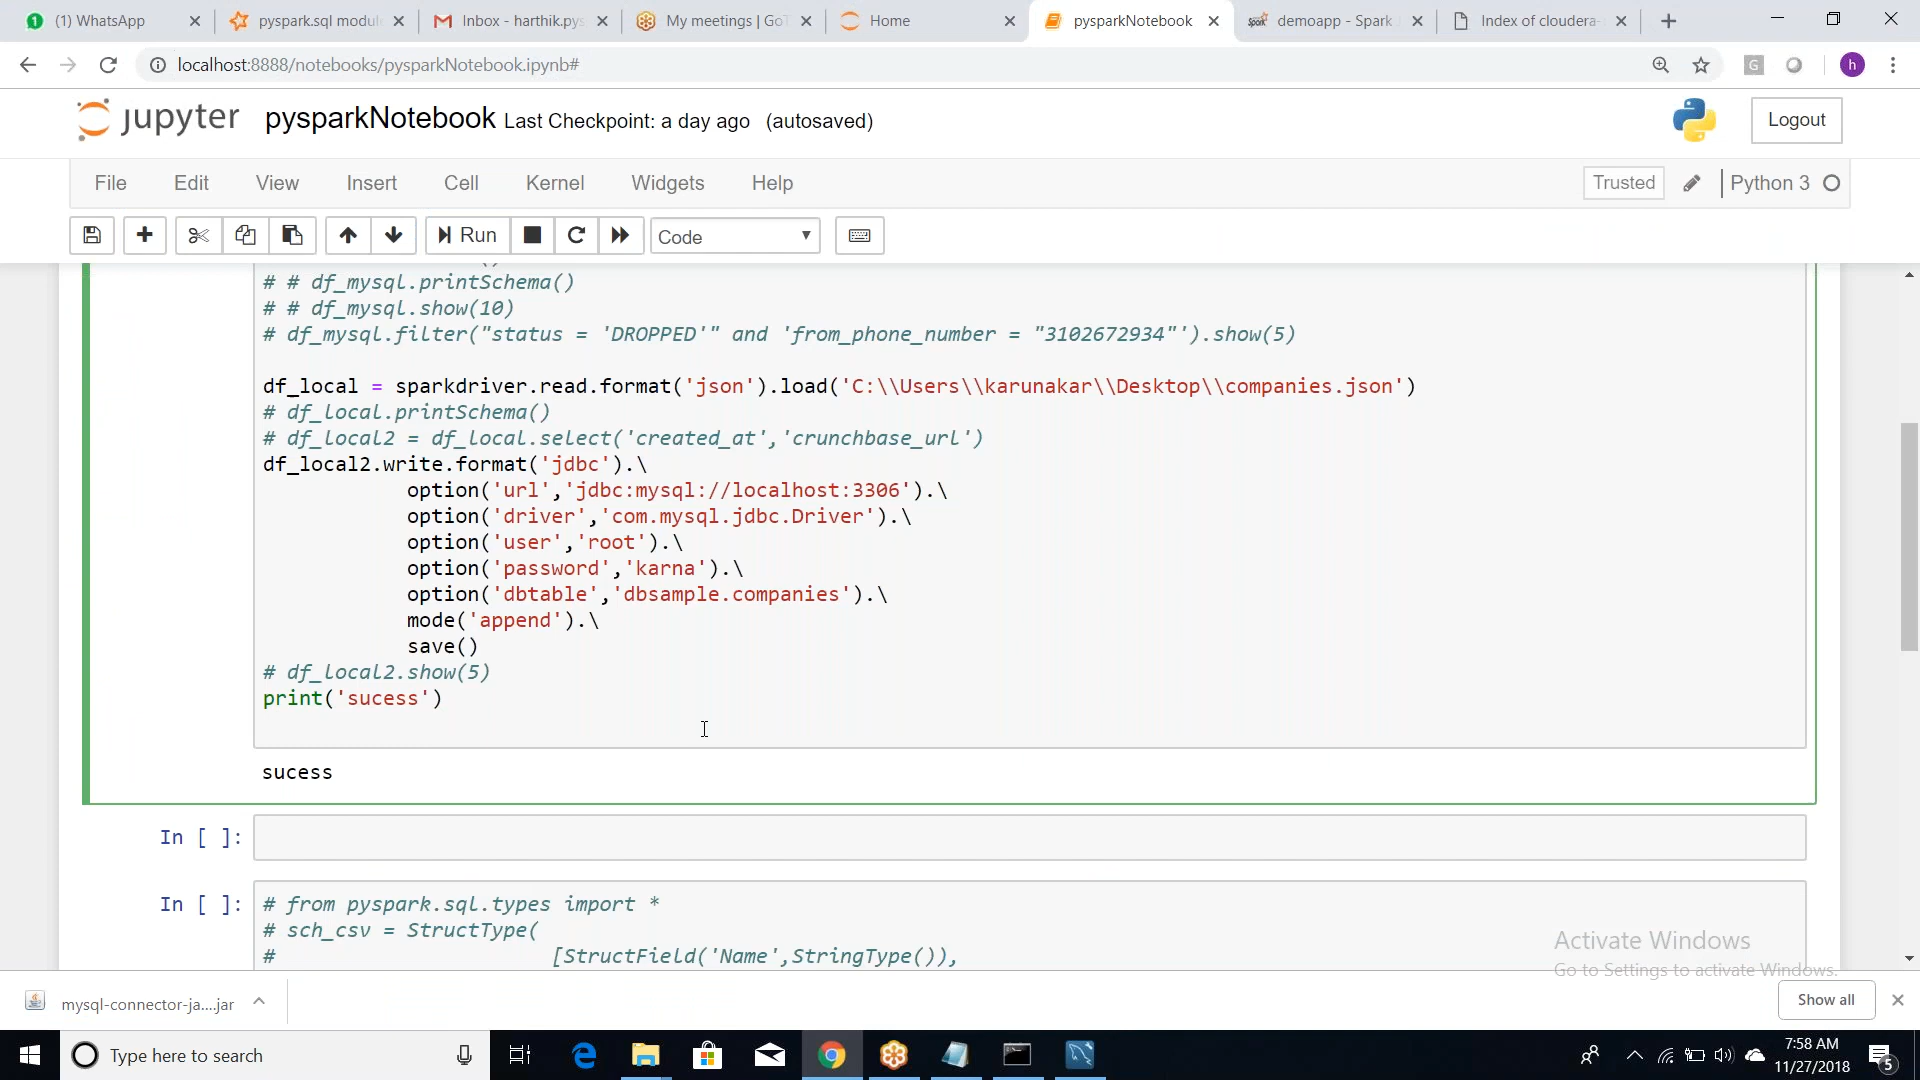 (1) WhatsApp
pyspark.sql modul
Inbox - harthik.pys
My meetings | GoT
Home
pysparkNotebook
demoapp - Spark
Index of cloudera-
localhost:8888/notebooks/pysparkNotebook.ipynb#
G
h
jupyter pysparkNotebook Last Checkpoint: a day ago (autosaved)
Logout
File Edit View Insert Cell Kernel Widgets Help
Trusted
Python 3
Run
Code
# # df_mysql.printSchema()
# # df_mysql.show(10)
# df_mysql.filter("status = 'DROPPED'" and 'from_phone_number = "3102672934"').show(5)
df_local = sparkdriver.read.format('json').load('C:\\Users\\karunakar\\Desktop\\companies.json')
# df_local.printSchema()
# df_local2 = df_local.select('created_at','crunchbase_url')
df_local2.write.format('jdbc').\
option('url','jdbc:mysql://localhost:3306').\
option('driver','com.mysql.jdbc.Driver').\
option('user','root').\
option('password','karna').\
option('dbtable','dbsample.companies').\
mode('append').\
save()
# df_local2.show(5)
print('sucess')
sucess
In [ ]:
In [ ]:
# from pyspark.sql.types import *
# sch_csv = StructType(
# [StructField('Name',StringType()),
Activate Windows
Go to Settings to activate Windows.
mysql-connector-ja....jar
Show all
Type here to search
7:58 AM
11/27/2018
5